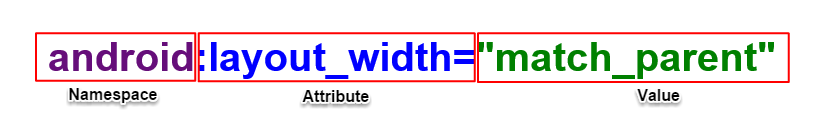 android:layout_width="match_parent"
Namespace Attribute Value